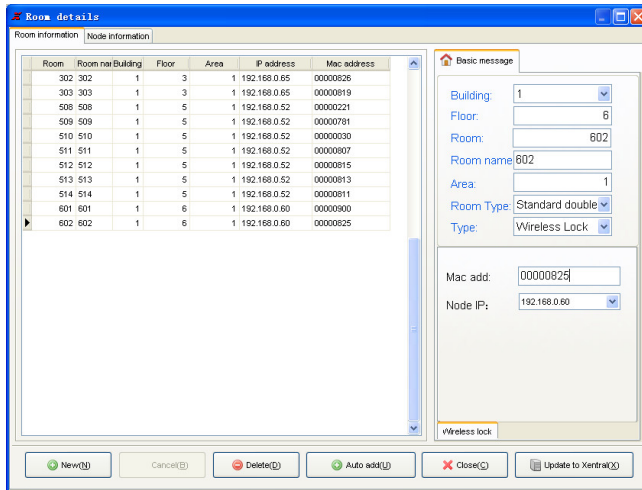 Room details
Room information Node information
Room Room nar Building Floor Area IP address Mac address
302 302 1 3 1 192.168.0.65 00000826
303 303 1 3 1 192.168.0.65 00000819
508 508 1 5 1 192.168.0.52 00000221
509 509 1 5 1 192.168.0.52 00000781
510 510 1 5 1 192.168.0.52 00000030
511 511 1 5 1 192.168.0.52 00000807
512 512 1 5 1 192.168.0.52 00000815
513 513 1 5 1 192.168.0.52 00000813
514 514 1 5 1 192.168.0.52 00000811
601 601 1 6 1 192.168.0.60 00000900
602 602 1 6 1 192.168.0.60 00000825
Basic message
Building: 1
Floor: 6
Room: 602
Room name 602
Area: 1
Room Type: Standard double
Type: Wireless Lock
Mac add: 00000825
Node IP: 192.168.0.60
Wireless lock
New(N) Cancel(B) Delete(D) Auto add(U) Close(C) Update to Xentral(X)